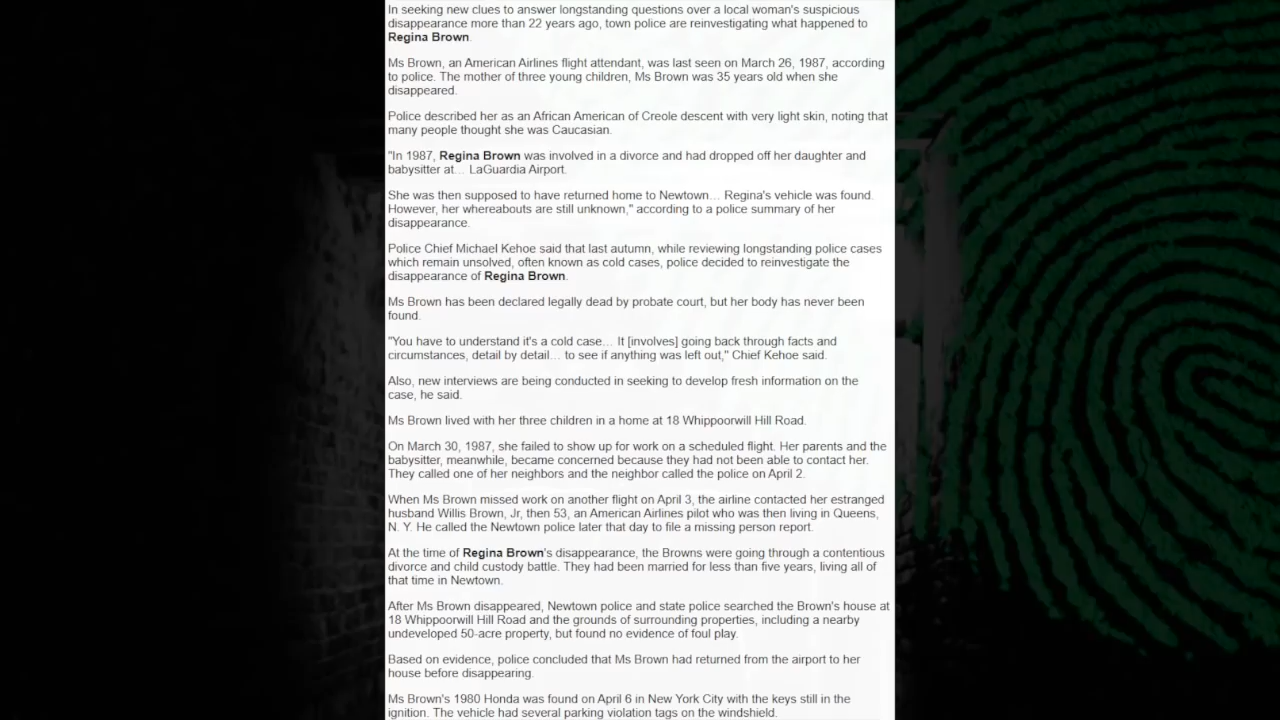 In seeking new clues to answer longstanding questions over a local woman's suspicious
disappearance more than 22 years ago, town police are reinvestigating what happened to
Regina Brown.
Ms Brown, an American Airlines flight attendant, was last seen on March 26, 1987, according
to police. The mother of three young children, Ms Brown was 35 years old when she
disappeared.
Police described her as an African American of Creole descent with very light skin, noting that
many people thought she was Caucasian.
"In 1987, Regina Brown was involved in a divorce and had dropped off her daughter and
babysitter at... LaGuardia Airport.
She was then supposed to have returned home to Newtown... Regina's vehicle was found.
However, her whereabouts are still unknown," according to a police summary of her
disappearance.
Police Chief Michael Kehoe said that last autumn, while reviewing longstanding police cases
which remain unsolved, often known as cold cases, police decided to reinvestigate the
disappearance of Regina Brown.
Ms Brown has been declared legally dead by probate court, but her body has never been
found.
"You have to understand it's a cold case... It [involves] going back through facts and
circumstances, detail by detail... to see if anything was left out," Chief Kehoe said.
Also, new interviews are being conducted in seeking to develop fresh information on the
case, he said.
Ms Brown lived with her three children in a home at 18 Whippoorwill Hill Road.
On March 30, 1987, she failed to show up for work on a scheduled flight. Her parents and the
babysitter, meanwhile, became concerned because they had not been able to contact her.
They called one of her neighbors and the neighbor called the police on April 2.
When Ms Brown missed work on another flight on April 3, the airline contacted her estranged
husband Willis Brown, Jr, then 53, an American Airlines pilot who was then living in Queens,
N. Y. He called the Newtown police later that day to file a missing person report.
At the time of Regina Brown's disappearance, the Browns were going through a contentious
divorce and child custody battle. They had been married for less than five years, living all of
that time in Newtown.
After Ms Brown disappeared, Newtown police and state police searched the Brown's house at
18 Whippoorwill Hill Road and the grounds of surrounding properties, including a nearby
undeveloped 50-acre property, but found no evidence of foul play.
Based on evidence, police concluded that Ms Brown had returned from the airport to her
house before disappearing.
Ms Brown's 1980 Honda was found on April 6 in New York City with the keys still in the
ignition. The vehicle had several parking violation tags on the windshield.